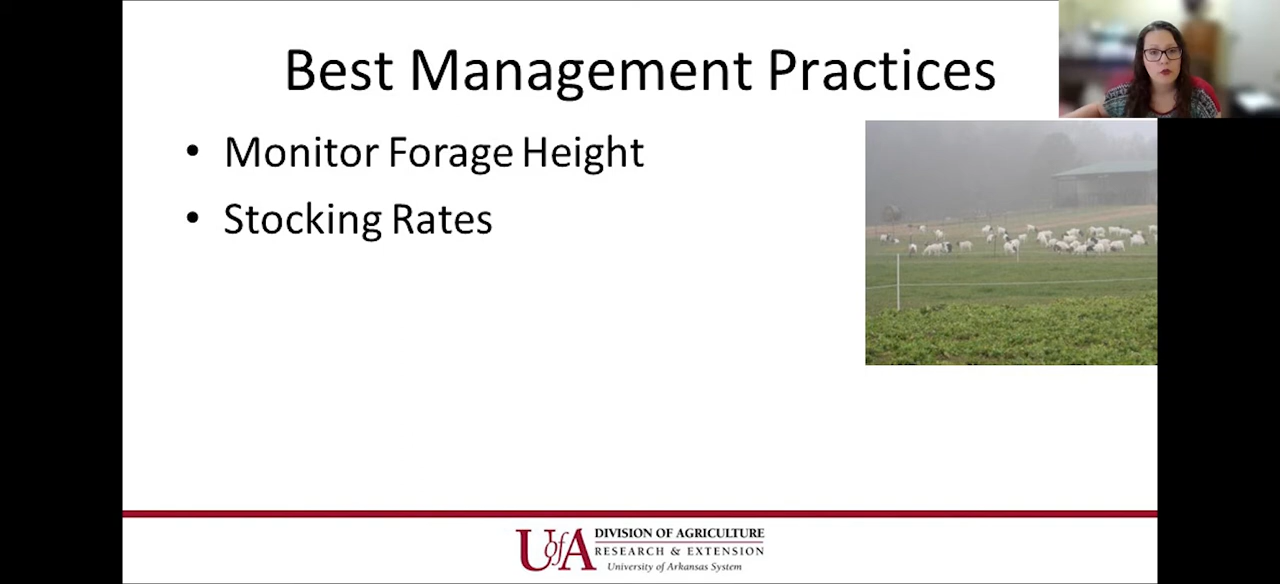 Best Management Practices
• Monitor Forage Height
• Stocking Rates
UofA DIVISION OF AGRICULTURE
RESEARCH & EXTENSION
University of Arkansas System